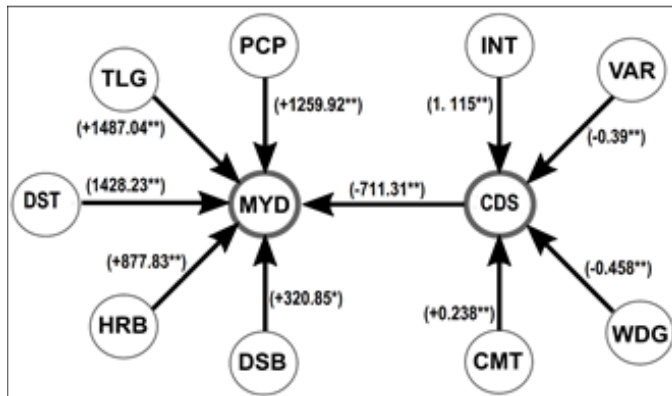 PCP
INT
TLG
VAR
(+1487.04**)
(+1259.92**)
(1. 115**)
(-0.39**)
DST
(1428.23**)
MYD
(-711.31**)
CDS
(+877.83**)
(+320.85*)
(+0.238**)
(-0.458**)
HRB
DSB
CMT
WDG